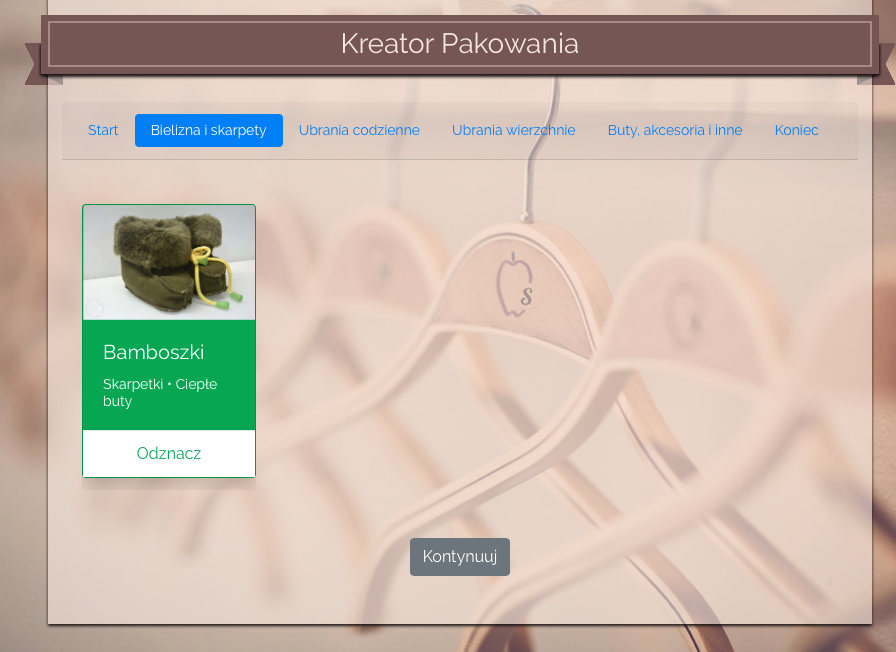 Kreator Pakowania
Start
Bielizna i skarpety
Ubrania codzienne
Ubrania wierzchnie
Buty, akcesoria i inne
Koniec
s
Bamboszki
Skarpetki • Ciepłe
buty
Odznacz
Kontynuuj